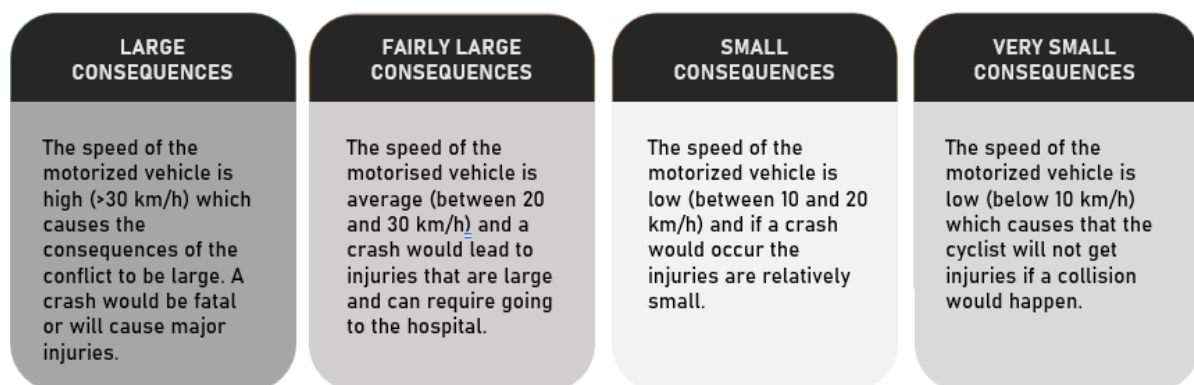 LARGE
CONSEQUENCES
The speed of the
motorized vehicle is
high (>30 km/h) which
causes the
consequences of the
conflict to be large. A
crash would be fatal
or will cause major
injuries.
FAIRLY LARGE
CONSEQUENCES
The speed of the
motorised vehicle is
average (between 20
and 30 km/h) and a
crash would lead to
injuries that are large
and can require going
to the hospital.
SMALL
CONSEQUENCES
The speed of the
motorized vehicle is
low (between 10 and 20
km/h) and if a crash
would occur the
injuries are relatively
small.
VERY SMALL
CONSEQUENCES
The speed of the
motorized vehicle is
low (below 10 km/h)
which causes that the
cyclist will not get
injuries if a collision
would happen.